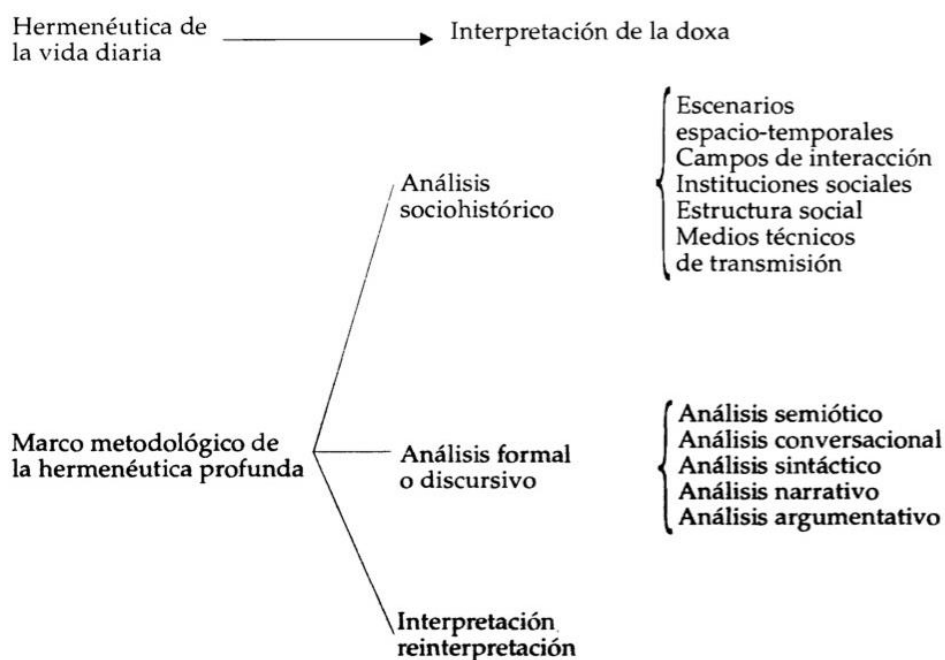 Hermenéutica de
la vida diaria
Interpretación de la doxa
Análisis
sociohistórico
Escenarios
espacio-temporales
Campos de interacción
Instituciones sociales
Estructura social
Medios técnicos
de transmisión
Marco metodológico de
la hermenéutica profunda
Análisis formal
o discursivo
Análisis semiótico
Análisis conversacional
Análisis sintáctico
Análisis narrativo
Análisis argumentativo
Interpretación
reinterpretación